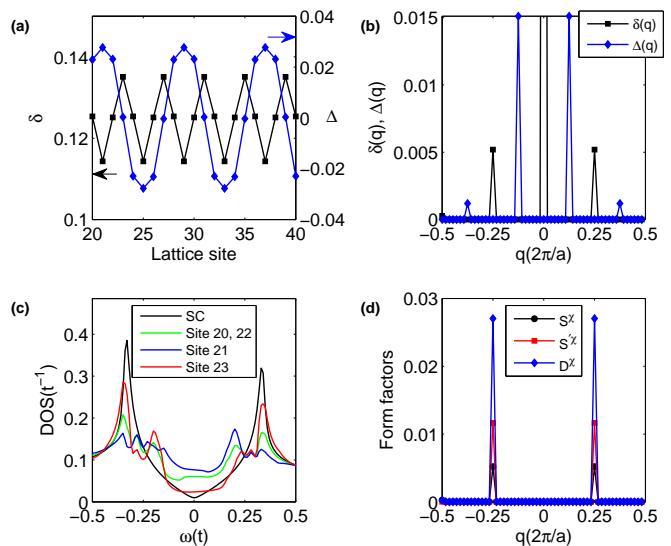 (a)
0.14
0.12
0.1
δ
0.04
0.02
0
−0.02
−0.04
Δ
20 25 30 35 40
Lattice site
(b)
0.015
0.01
0.005
0
δ(q), Δ(q)
δ(q)
Δ(q)
−0.5 −0.25 0 0.25 0.5
q(2π/a)
(c)
0.4
0.3
0.2
0.1
0
DOS(t⁻¹)
SC
Site 20, 22
Site 21
Site 23
−0.5 −0.25 0 0.25 0.5
ω(t)
(d)
0.03
0.02
0.01
0
Form factors
S^χ
S'^χ
D^χ
−0.5 −0.25 0 0.25 0.5
q(2π/a)